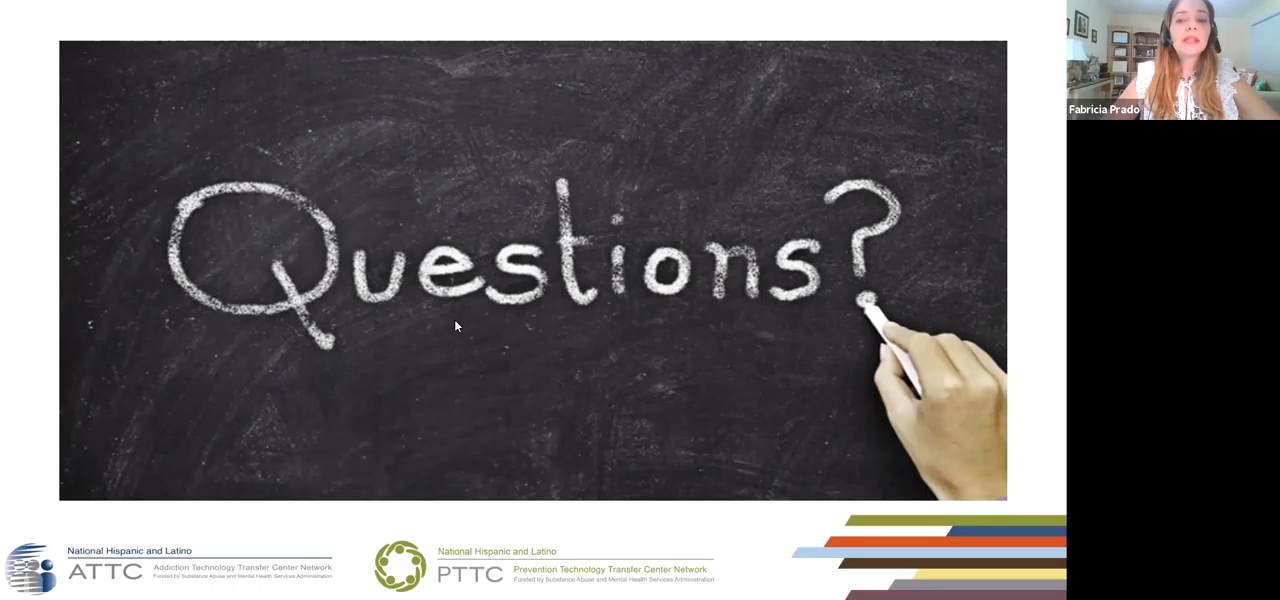 Questions?
Fabricia Prado
National Hispanic and Latino
ATTC
Addiction Technology Transfer Center Network
Funded by Substance Abuse and Mental Health Services Administration
National Hispanic and Latino
PTTC
Prevention Technology Transfer Center Network
Funded by Substance Abuse and Mental Health Services Administration